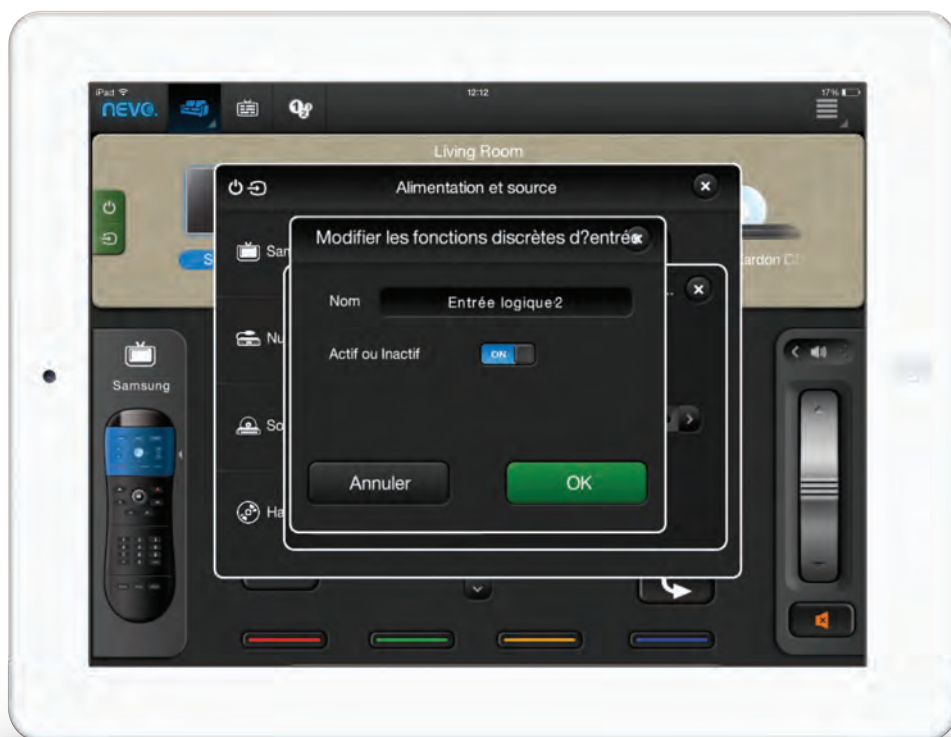 iPad
12:12
17%
nevo.
Living Room
Alimentation et source
Modifier les fonctions discrètes d?entrée
Nom
Entrée logique2
Actif ou Inactif
ON
Samsung
Annuler
OK